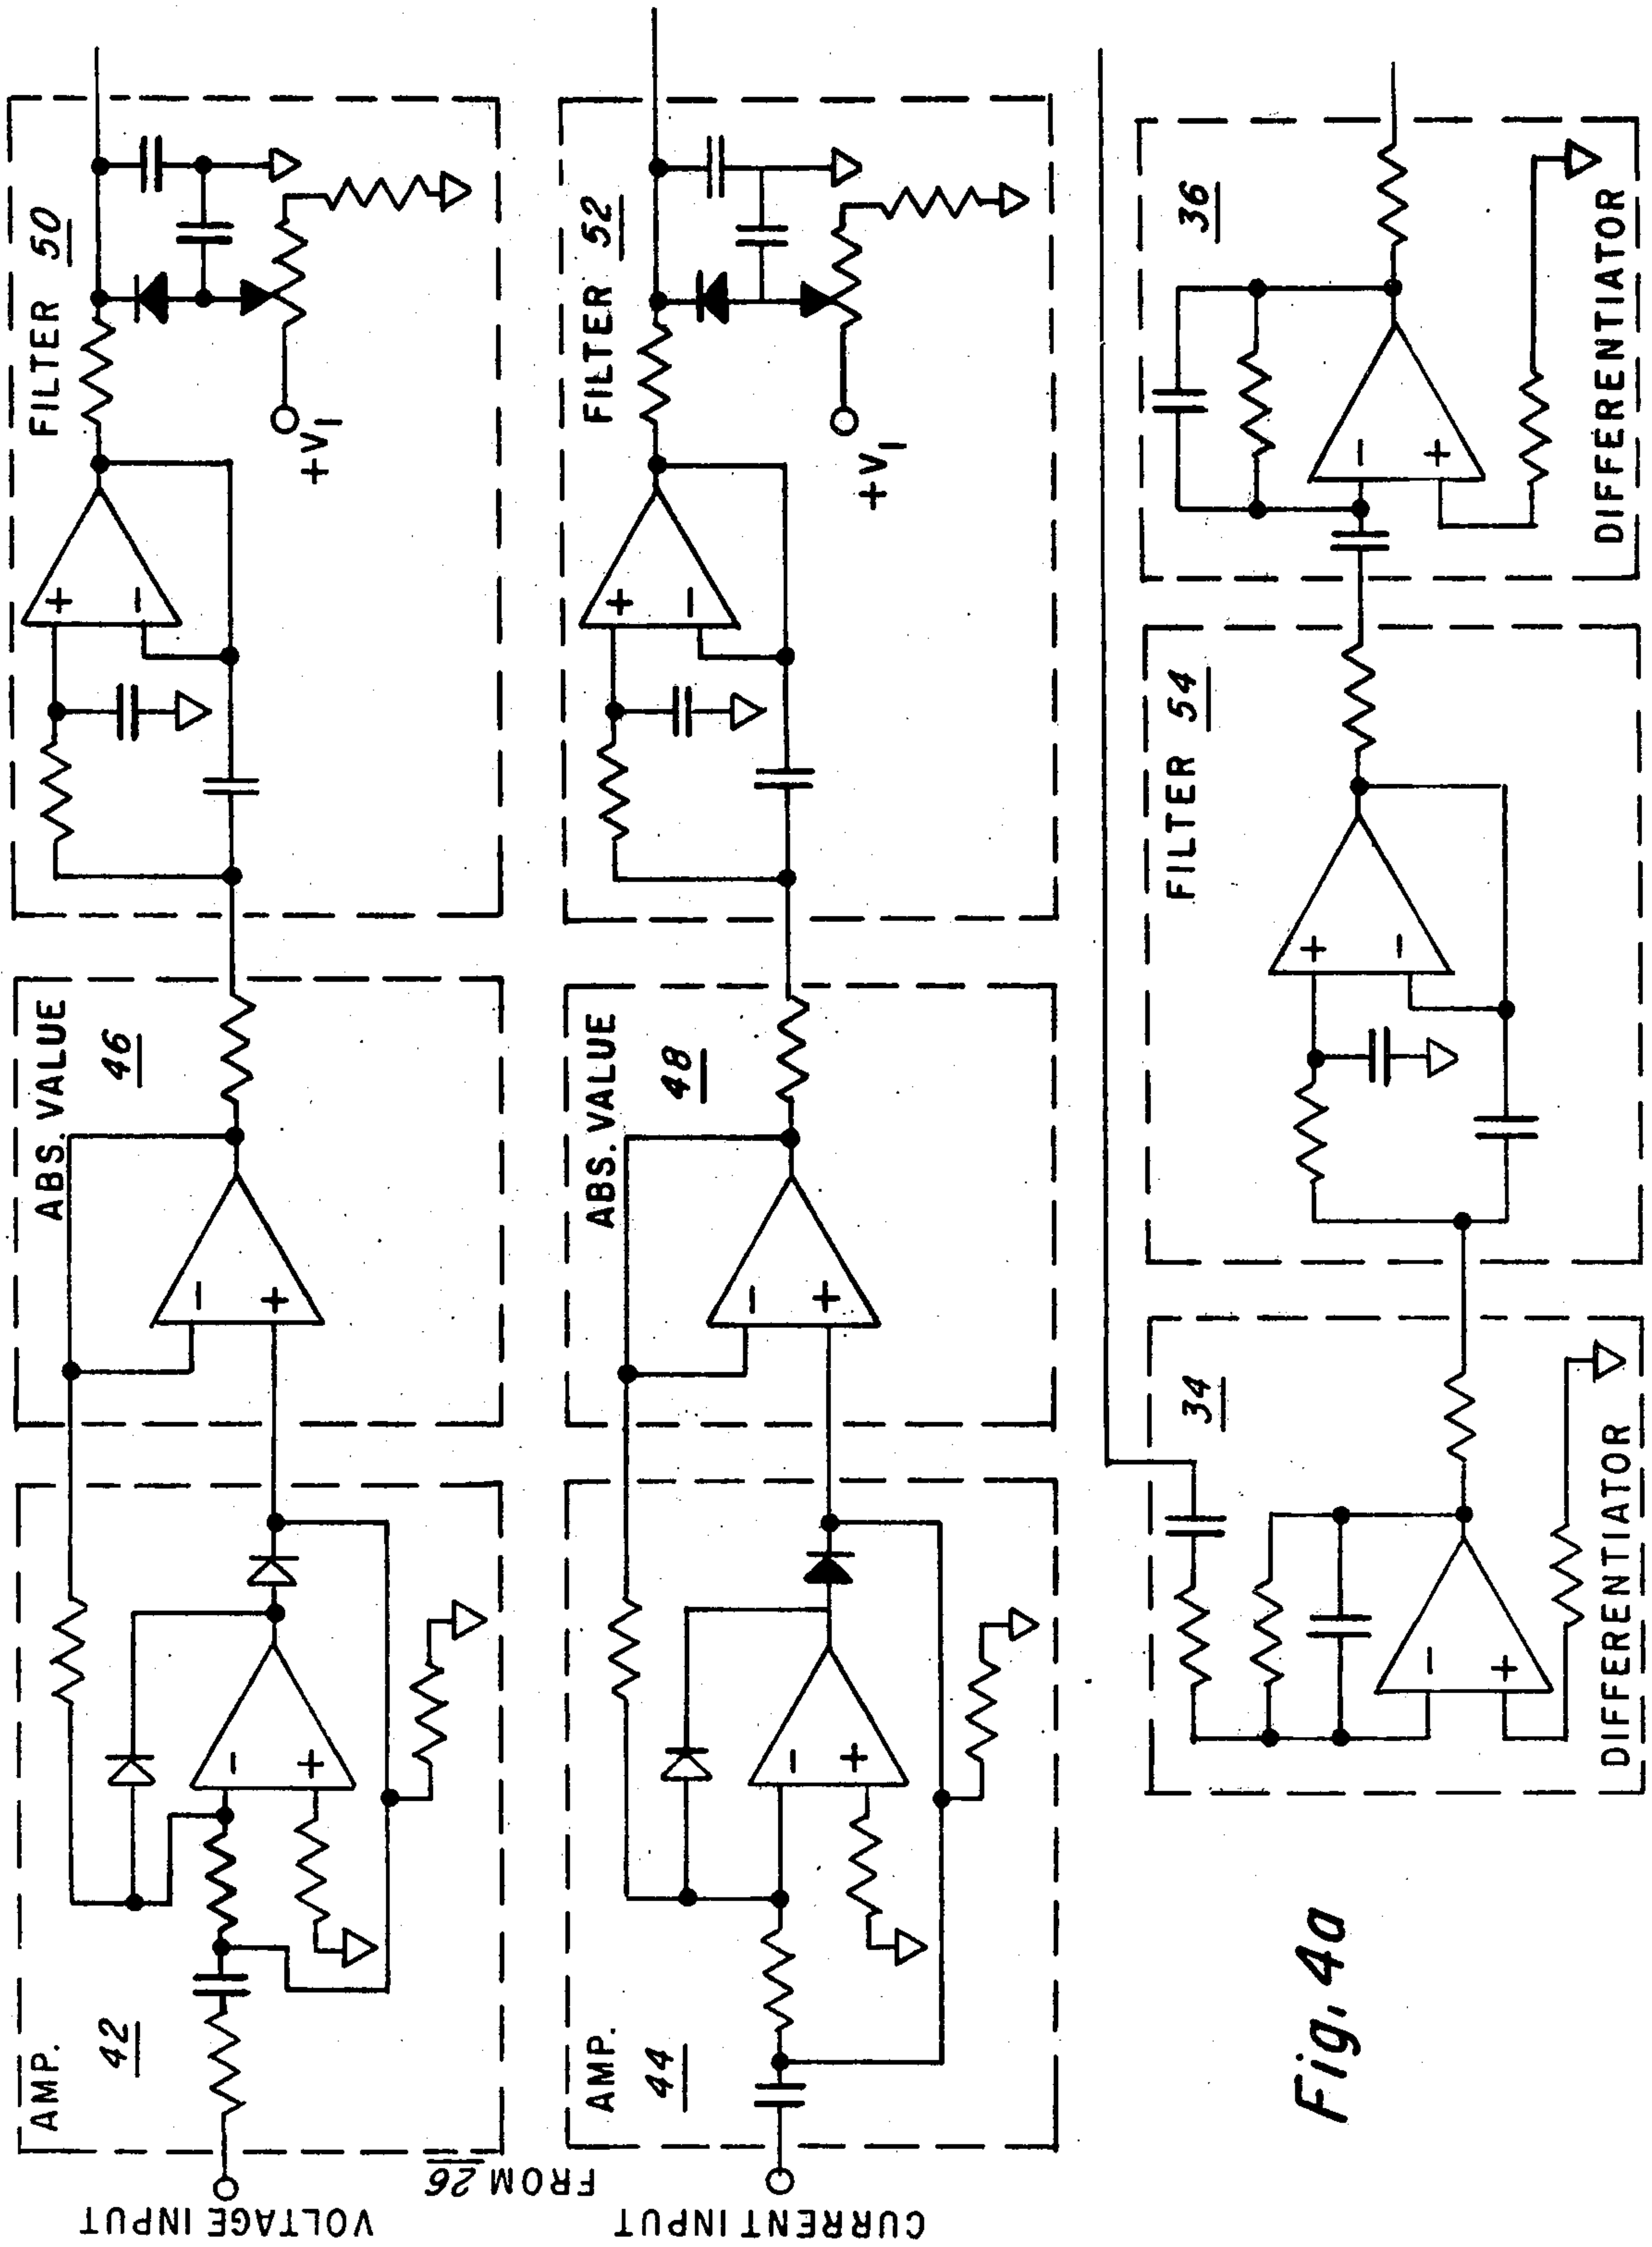 VOLTAGE INPUT
FROM 26
CURRENT INPUT
AMP.
42
+
−
ABS. VALUE
46
−
+
FILTER 50
+
−
+V1
AMP.
44
−
+
ABS. VALUE
48
−
+
FILTER 52
+
−
+V1
34
−
+
DIFFERENTIATOR
FILTER 54
+
−
36
−
+
DIFFERENTIATOR
Fig. 4a